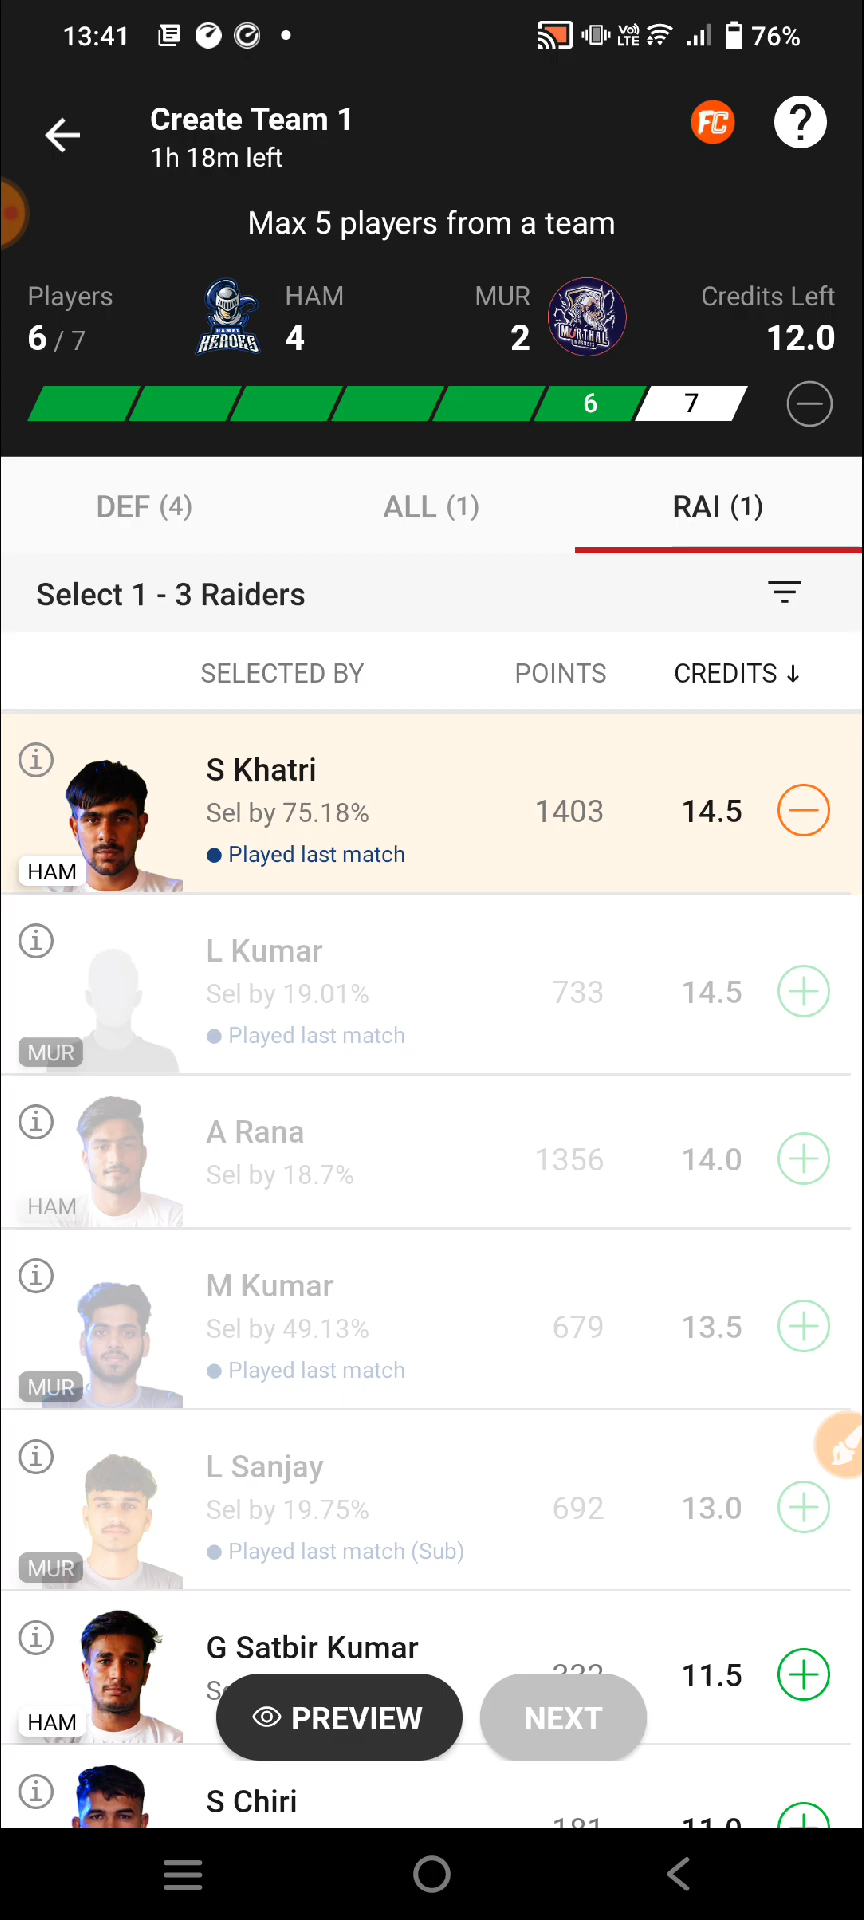 13:41
VoD LTE
76%
Create Team 1
FC
?
1h 18m left
Max 5 players from a team
Players
HAM
MUR
Credits Left
6 / 7
HEROES
4
2
12.0
6
7
DEF (4)
ALL (1)
RAI (1)
Select 1 - 3 Raiders
SELECTED BY
POINTS
CREDITS ↓
S Khatri
Sel by 75.18%
1403
14.5
Played last match
HAM
L Kumar
Sel by 19.01%
733
14.5
Played last match
MUR
A Rana
Sel by 18.7%
1356
14.0
HAM
M Kumar
Sel by 49.13%
679
13.5
Played last match
MUR
L Sanjay
Sel by 19.75%
692
13.0
Played last match (Sub)
MUR
G Satbir Kumar
11.5
HAM
PREVIEW
NEXT
S Chiri